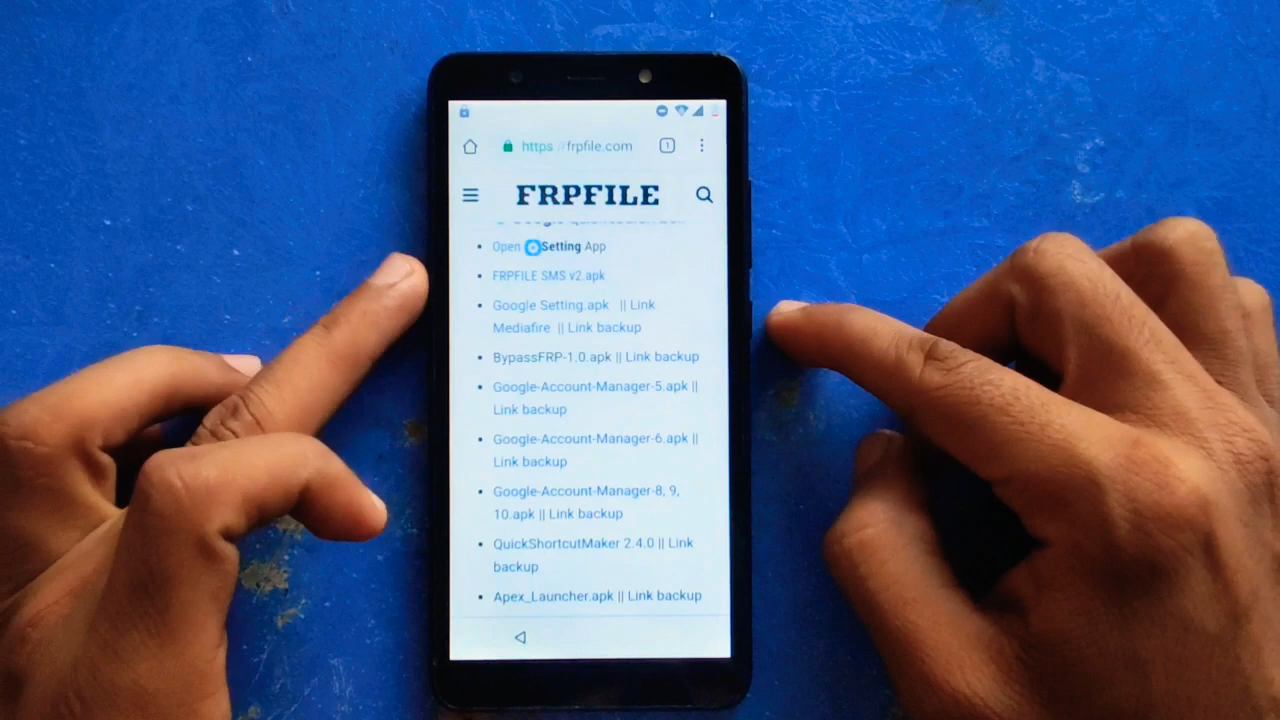 1
https://frpfile.com
FRPFILE
Open Setting App
FRPFILE SMS v2.apk
Google Setting.apk || Link
Mediafire || Link backup
BypassFRP-1.0.apk || Link backup
Google-Account-Manager-5.apk ||
Link backup
Google-Account-Manager-6.apk ||
Link backup
Google-Account-Manager-8, 9,
10.apk || Link backup
QuickShortcutMaker 2.4.0 || Link
backup
Apex_Launcher.apk || Link backup